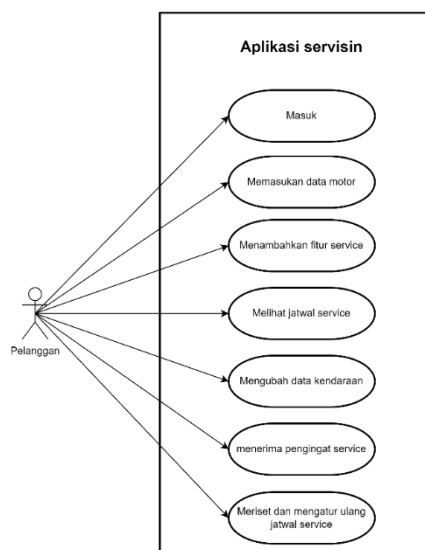 Aplikasi servisin
Masuk
Memasukan data motor
Menambahkan fitur service
Melihat jatwal service
Pelanggan
Mengubah data kendaraan
menerima pengingat service
Meriset dan mengatur ulang
jatwal service